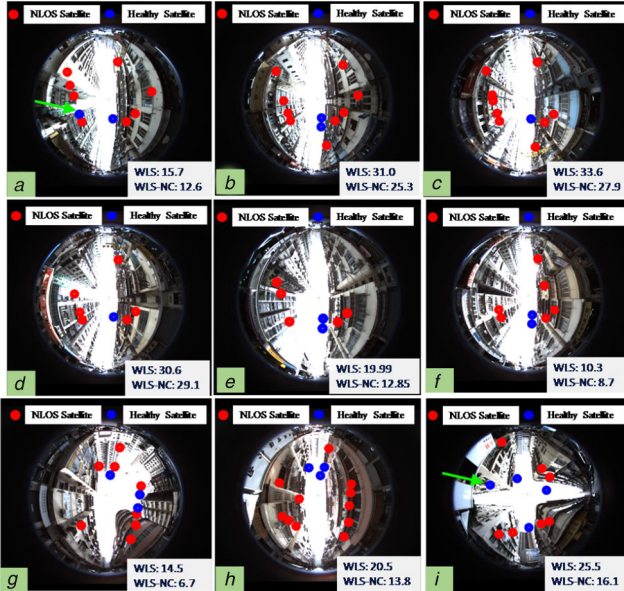 NLOS Satellite Healthy Satellite NLOS Satellite Healthy Satellite NLOS Satellite Healthy Satellite
WLS: 15.7
WLS-NC: 12.6
a
WLS: 31.0
WLS-NC: 25.3
b
WLS: 33.6
WLS-NC: 27.9
c
NLOS Satellite Healthy Satellite NLOS Satellite Healthy Satellite NLOS Satellite Healthy Satellite
WLS: 30.6
WLS-NC: 29.1
d
WLS: 19.99
WLS-NC: 12.85
e
WLS: 10.3
WLS-NC: 8.7
f
NLOS Satellite Healthy Satellite NLOS Satellite Healthy Satellite NLOS Satellite Healthy Satellite
WLS: 14.5
WLS-NC: 6.7
g
WLS: 20.5
WLS-NC: 13.8
h
WLS: 25.5
WLS-NC: 16.1
i